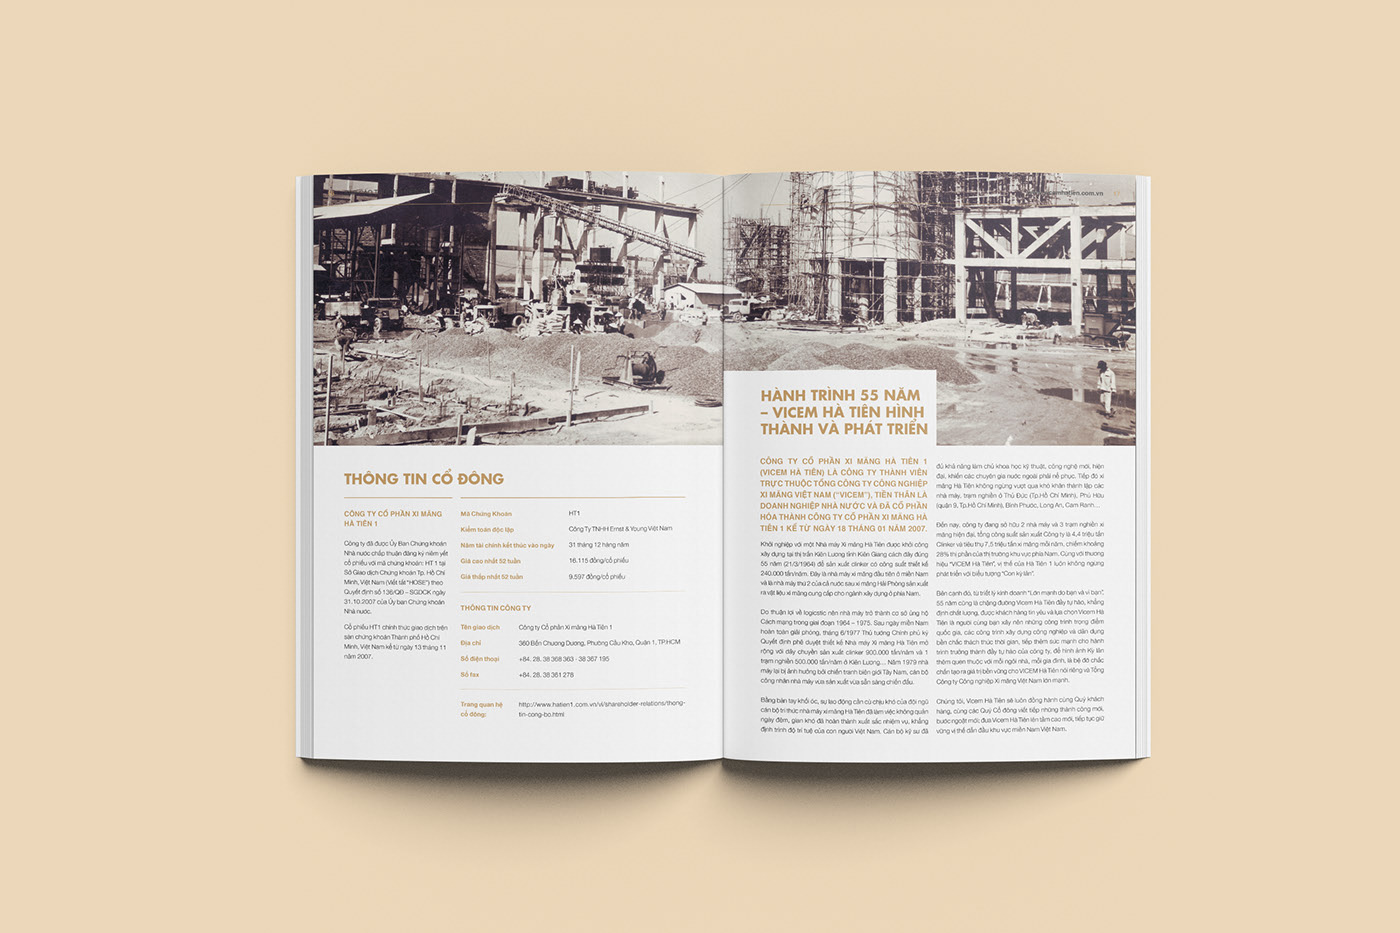 camhatien.com.vn
THÔNG TIN CỔ ĐÔNG
CÔNG TY CỔ PHẦN XI MĂNG
HÀ TIÊN 1
Công ty đã được Ủy Ban Chứng khoán
Nhà nước chấp thuận đăng ký niêm yết
cổ phiếu với mã chứng khoán: HT 1 tại
Sở Giao dịch Chứng khoán Tp. Hồ Chí
Minh, Việt Nam (Viết tắt "HOSE") theo
Quyết định số 136/QĐ – SGDCK ngày
31.10.2007 của Ủy ban Chứng khoán
Nhà nước.
Cổ phiếu HT1 chính thức giao dịch trên
sàn chứng khoán Thành phố Hồ Chí
Minh, Việt Nam kể từ ngày 13 tháng 11
năm 2007.
Mã Chứng Khoán HT1
Kiểm toán độc lập Công Ty TNHH Ernst & Young Việt Nam
Năm tài chính kết thúc vào ngày 31 tháng 12 hàng năm
Giá cao nhất 52 tuần 16.115 đồng/cổ phiếu
Giá thấp nhất 52 tuần 9.597 đồng/cổ phiếu
THÔNG TIN CÔNG TY
Tên giao dịch Công ty Cổ phần Xi măng Hà Tiên 1
Địa chỉ 360 Bến Chương Dương, Phường Cầu Kho, Quận 1, TP.HCM
Số điện thoại +84. 28. 38 368 363 - 38 367 195
Số fax +84. 28. 38 361 278
Trang quan hệ http://www.hatien1.com.vn/vi/shareholder-relations/thong-
cổ đông: tin-cong-bo.html
HÀNH TRÌNH 55 NĂM
– VICEM HÀ TIÊN HÌNH
THÀNH VÀ PHÁT TRIỂN
CÔNG TY CỔ PHẦN XI MĂNG HÀ TIÊN 1
(VICEM HÀ TIÊN) LÀ CÔNG TY THÀNH VIÊN
TRỰC THUỘC TỔNG CÔNG TY CÔNG NGHIỆP
XI MĂNG VIỆT NAM ("VICEM"), TIỀN THÂN LÀ
DOANH NGHIỆP NHÀ NƯỚC VÀ ĐÃ CỔ PHẦN
HÓA THÀNH CÔNG TY CỔ PHẦN XI MĂNG HÀ
TIÊN 1 KỂ TỪ NGÀY 18 THÁNG 01 NĂM 2007.
Khởi nghiệp với một Nhà máy Xi măng Hà Tiên được khởi công
xây dựng tại thị trấn Kiên Lương tỉnh Kiên Giang cách đây đúng
55 năm (21/3/1964) để sản xuất clinker có công suất thiết kế
240.000 tấn/năm. Đây là nhà máy xi măng đầu tiên ở miền Nam
và là nhà máy thứ 2 của cả nước sau xi măng Hải Phòng sản xuất
ra vật liệu xi măng cung cấp cho ngành xây dựng ở phía Nam.
Do thuận lợi về logostic nên nhà máy trở thành cơ sở ủng hộ
Cách mạng trong giai đoạn 1964 – 1975. Sau ngày miền Nam
hoàn toàn giải phóng, tháng 6/1977 Thủ tướng Chính phủ ký
Quyết định phê duyệt thiết kế Nhà máy Xi măng Hà Tiên mở
rộng với dây chuyền sản xuất clinker 900.000 tấn/năm và 1
trạm nghiền 500.000 tấn/năm ở Kiên Lương.... Năm 1979 nhà
máy lại bị ảnh hưởng bởi chiến tranh biên giới Tây Nam, cán bộ
công nhân nhà máy vừa sản xuất vừa sẵn sàng chiến đấu.
Bằng bàn tay khối óc, sự lao động cần cù chịu khó của đội ngũ
cán bộ tri thức nhà máy xi măng Hà Tiên đã làm việc không quản
ngày đêm, gian khó đã hoàn thành xuất sắc nhiệm vụ, khẳng
định trình độ trí tuệ của con người Việt Nam. Cán bộ kỹ sư đã
đủ khả năng làm chủ khoa học kỹ thuật, công nghệ mới, hiện
đại, khiến các chuyên gia nước ngoài phải nể phục. Tiếp đó xi
măng Hà Tiên không ngừng vượt qua khó khăn thành lập các
nhà máy, trạm nghiền ở Thủ Đức (Tp.Hồ Chí Minh), Phú Hữu
(quận 9, Tp.Hồ Chí Minh), Bình Phước, Long An, Cam Ranh....
Đến nay, công ty đang sở hữu 2 nhà máy và 3 trạm nghiền xi
măng hiện đại, tổng công suất sản xuất Công ty là 4,4 triệu tấn
Clinker và tiêu thụ 7,5 triệu tấn xi măng mỗi năm, chiếm khoảng
28% thị phần của thị trường khu vực phía Nam. Cùng với thương
hiệu "VICEM Hà Tiên", vị thế của Hà Tiên 1 luôn không ngừng
phát triển với biểu tượng "Con kỳ lân".
Bên cạnh đó, từ triết lý kinh doanh "Lớn mạnh do bạn và vì bạn",
55 năm cũng là chặng đường Vicem Hà Tiên đầy tự hào, khẳng
định chất lượng, được khách hàng tin yêu và lựa chọn Vicem Hà
Tiên là người cùng bạn xây nên những công trình trọng điểm
quốc gia, các công trình xây dựng công nghiệp và dân dụng
bền chắc thách thức thời gian, tiếp thêm sức mạnh cho hành
trình trưởng thành đầy tự hào của công ty, để hình ảnh Kỳ lân
thêm quen thuộc với mỗi ngôi nhà, mỗi gia đình, là bệ đỡ chắc
chắn tạo ra giá trị bền vững cho VICEM Hà Tiên nói riêng và Tổng
Công ty Công nghiệp Xi măng Việt Nam lớn mạnh.
Chúng tôi, Vicem Hà Tiên sẽ luôn đồng hành cùng Quý khách
hàng, cùng các Quý Cổ đông viết tiếp những thành công mới,
bước ngoặt mới; đưa Vicem Hà Tiên lên tầm cao mới, tiếp tục giữ
vững vị thế dẫn đầu khu vực miền Nam Việt Nam.